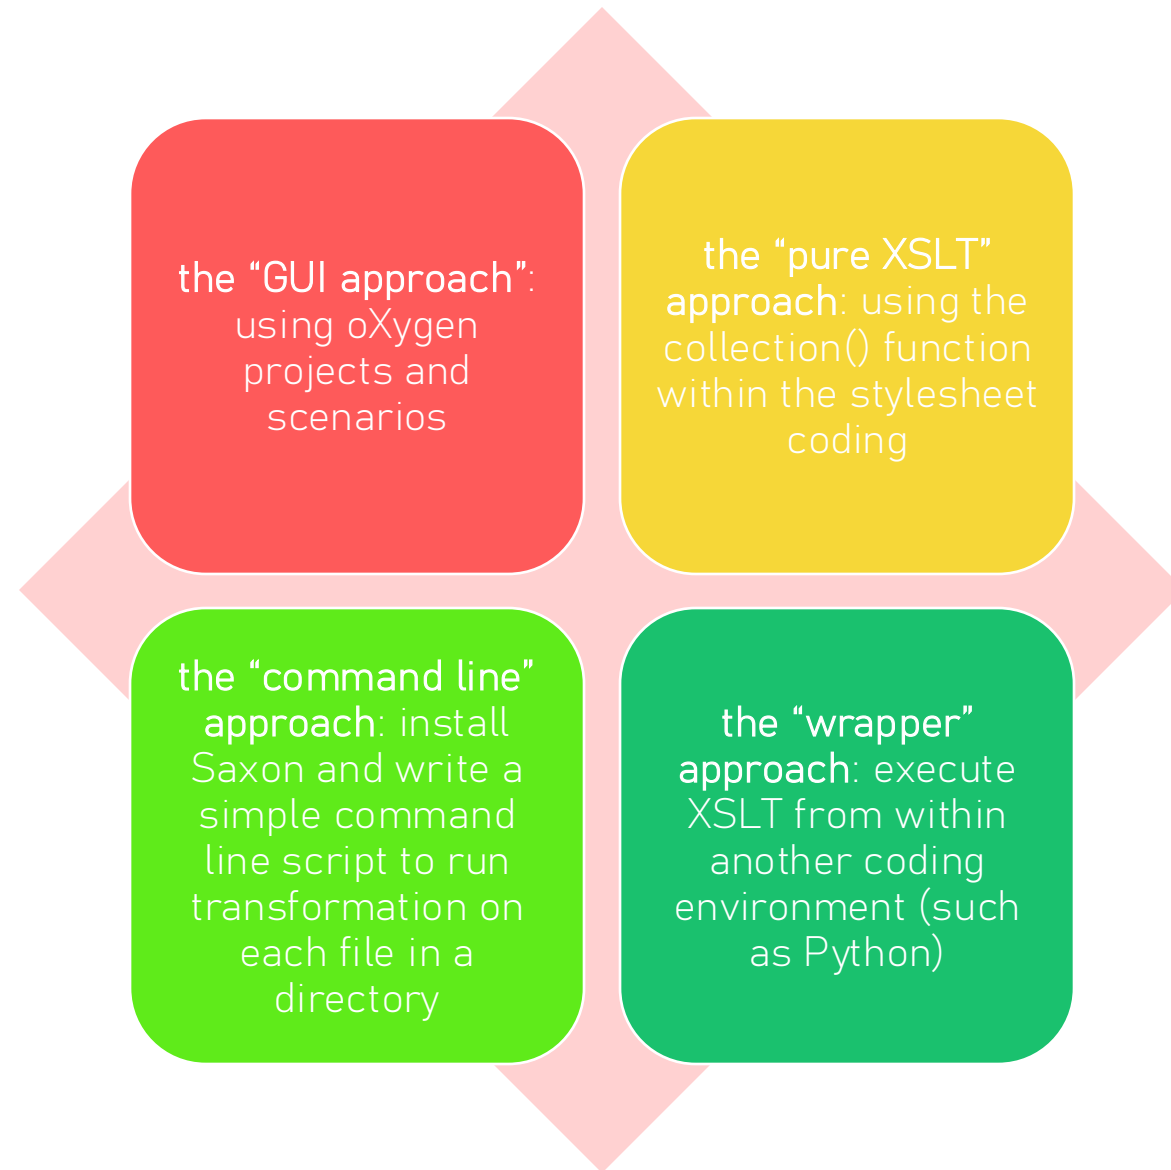 the “GUI approach”:
using oXygen
projects and
scenarios
the “pure XSLT”
approach: using the
collection() function
within the stylesheet
coding
the “command line”
approach: install
Saxon and write a
simple command
line script to run
transformation on
each file in a
directory
the “wrapper”
approach: execute
XSLT from within
another coding
environment (such
as Python)